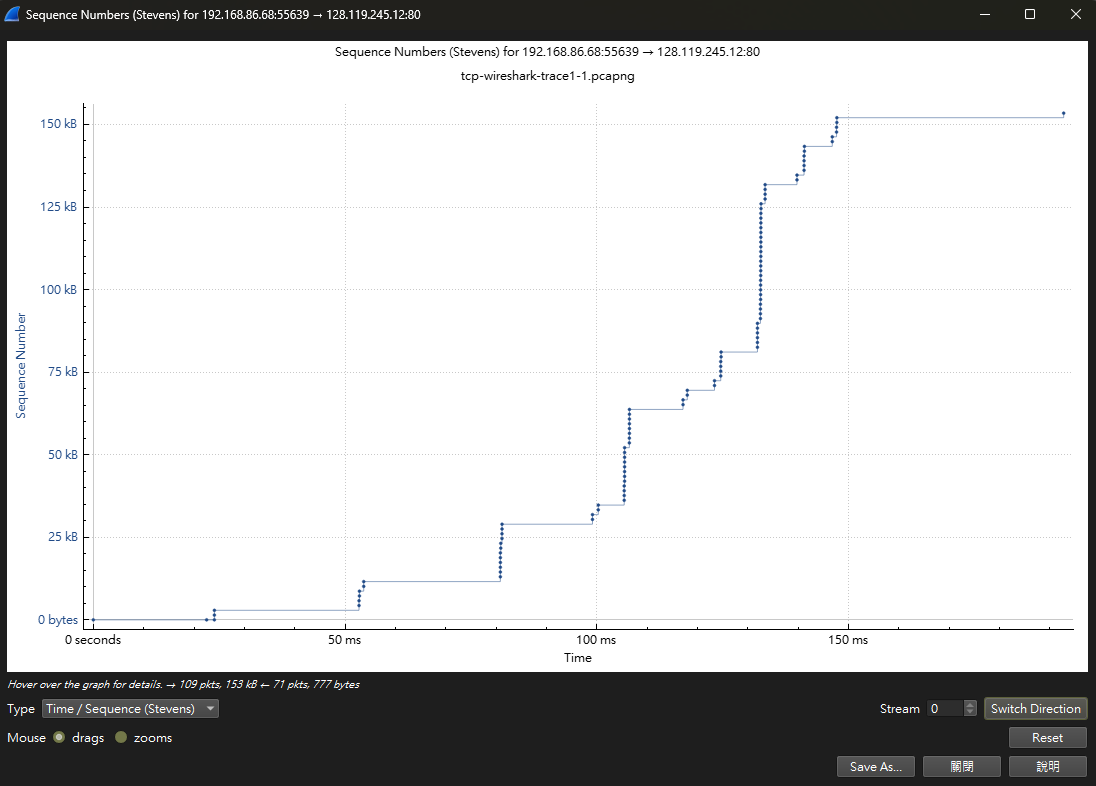 Sequence Numbers (Stevens) for 192.168.86.68:55639 → 128.119.245.12:80
Sequence Numbers (Stevens) for 192.168.86.68:55639 → 128.119.245.12:80
tcp-wireshark-trace1-1.pcapng
150 kB
125 kB
100 kB
75 kB
50 kB
25 kB
0 bytes
Sequence Number
0 seconds 50 ms 100 ms 150 ms
Time
Hover over the graph for details. → 109 pkts, 153 kB ← 71 pkts, 777 bytes
Type Time / Sequence (Stevens) Stream 0 Switch Direction
Mouse drags zooms Reset
Save As... 關閉 說明